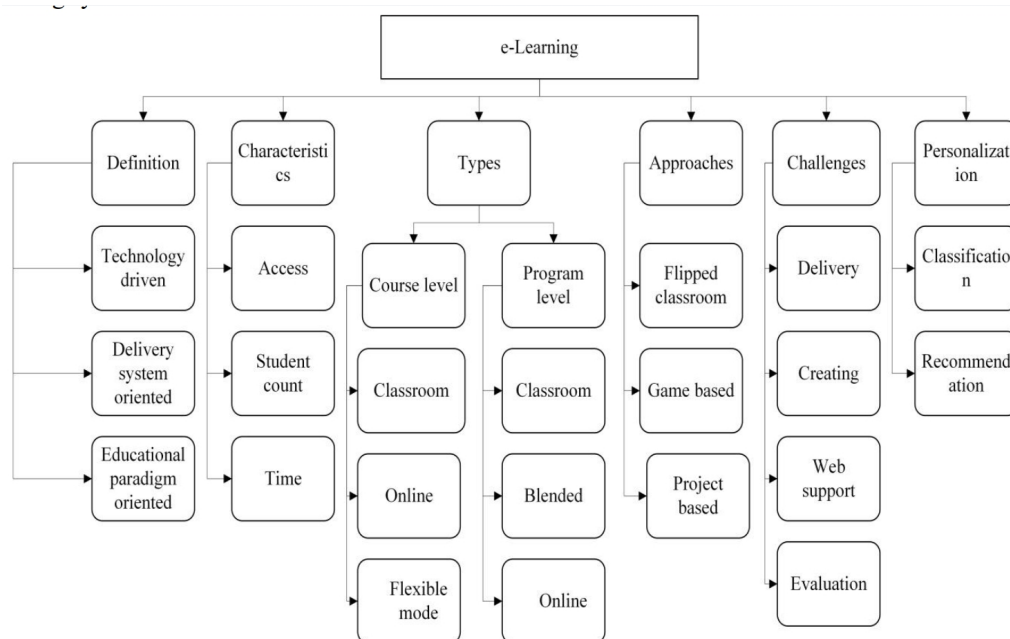 e-Learning
Definition
Characteristi
cs
Types
Approaches
Challenges
Personalizat
ion
Technology
driven
Access
Course level
Program
level
Flipped
classroom
Delivery
Classificatio
n
Delivery
system
oriented
Student
count
Classroom
Classroom
Game based
Creating
Recommend
ation
Educational
paradigm
oriented
Time
Online
Blended
Project
based
Web
support
Flexible
mode
Online
Evaluation